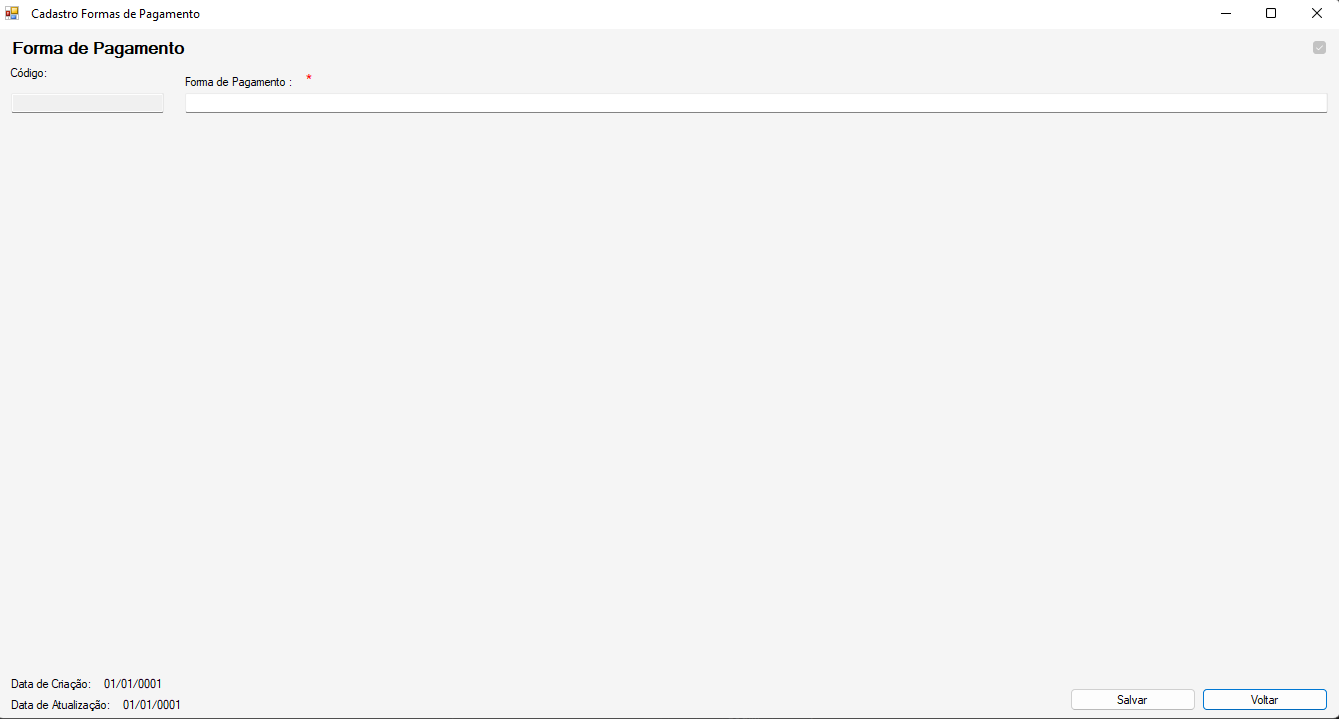 Cadastro Formas de Pagamento
Forma de Pagamento
Código:
Forma de Pagamento : *
Data de Criação: 01/01/0001
Data de Atualização: 01/01/0001
Salvar
Voltar